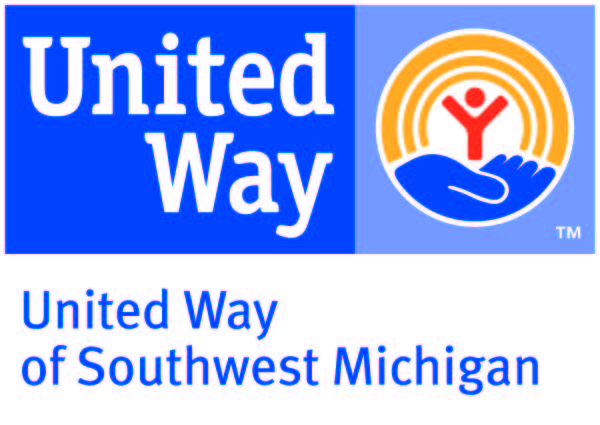 United
Way
TM
United Way
of Southwest Michigan